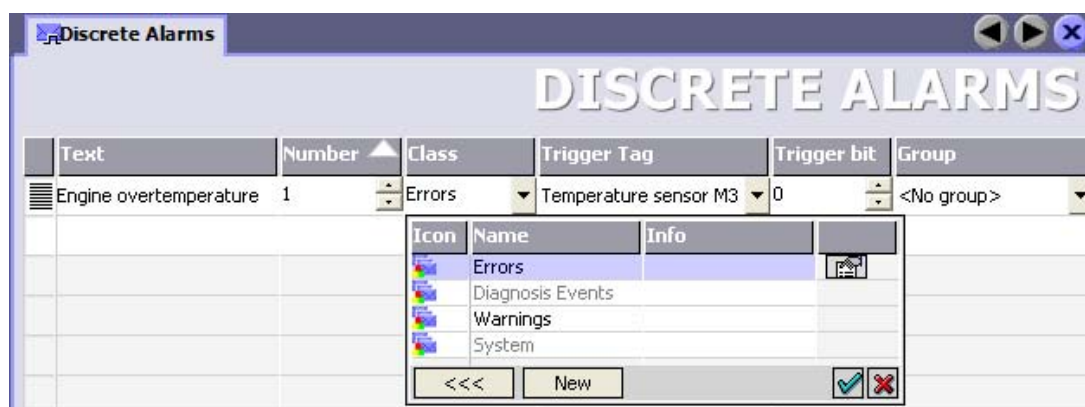 Discrete Alarms
DISCRETE ALARMS
Text Number Class Trigger Tag Trigger bit Group
Engine overtemperature 1 Errors Temperature sensor M3 0 <No group>
Icon Name Info
Errors
Diagnosis Events
Warnings
System
<<< New